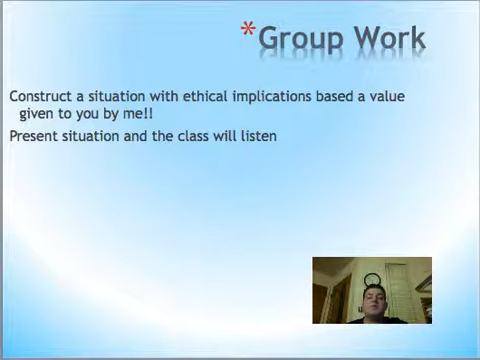 *Group Work
Construct a situation with ethical implications based a value
given to you by me!!
Present situation and the class will listen